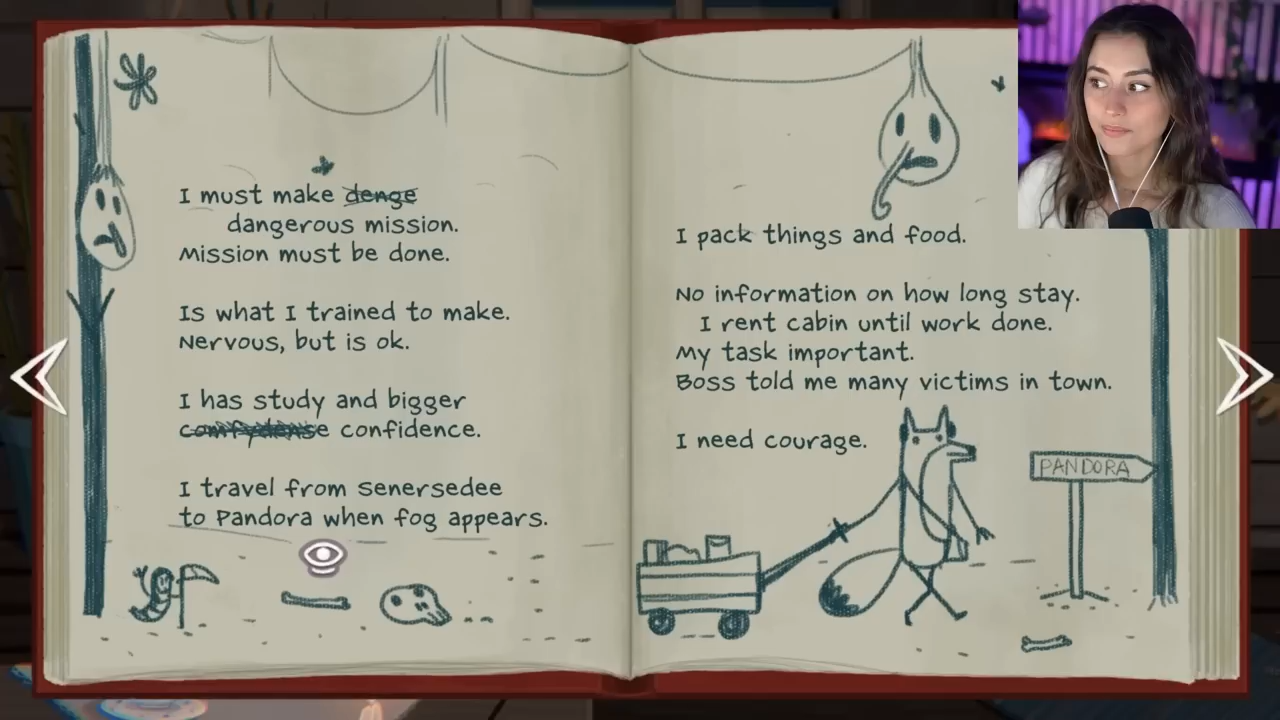 I must make denge
dangerous mission.
Mission must be done.
Is what I trained to make.
Nervous, but is ok.
I has study and bigger
comfydense confidence.
I travel from Senersedee
to Pandora when fog appears.
I pack things and food.
No information on how long stay.
I rent cabin until work done.
My task important.
Boss told me many victims in town.
I need courage.
PANDORA